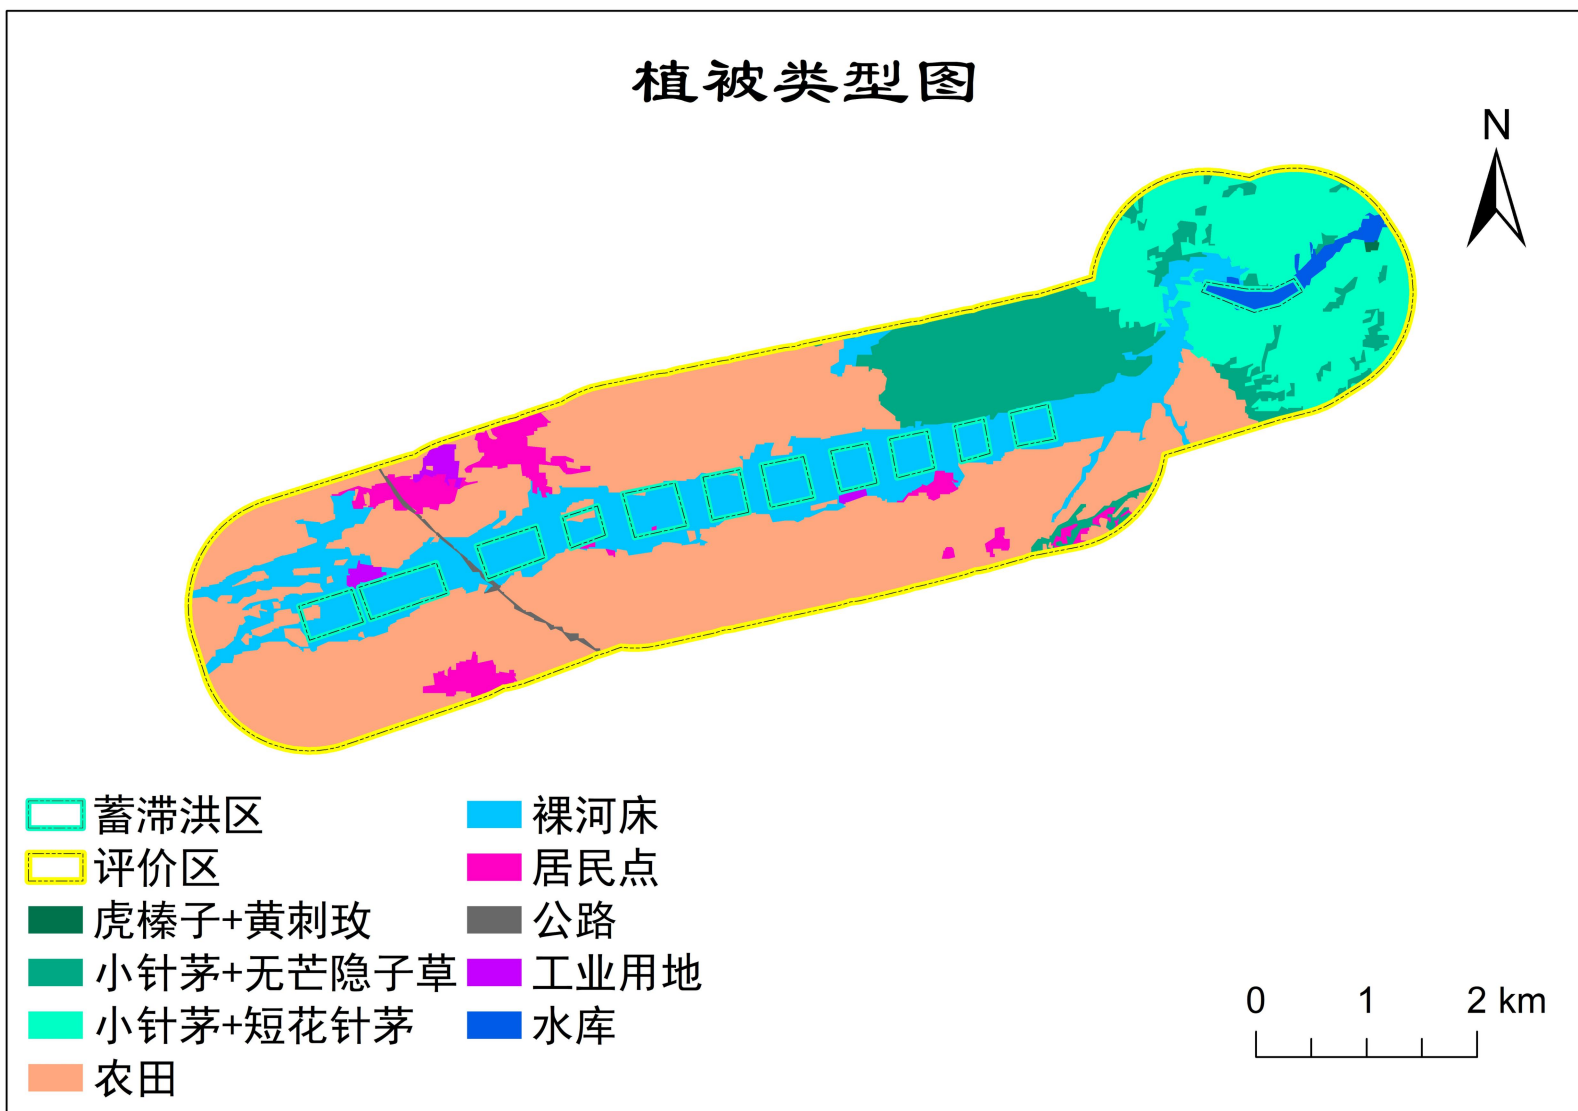 植被类型图
N
蓄滞洪区
评价区
虎榛子+黄刺玫
小针茅+无芒隐子草
小针茅+短花针茅
农田
裸河床
居民点
公路
工业用地
水库
0 1 2 km